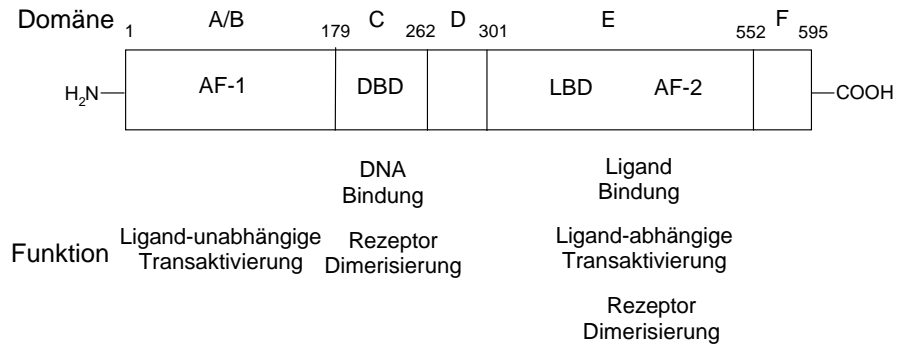 Domäne 1 A/B 179 C 262 D 301 E 552 F 595
H2N AF-1 DBD LBD AF-2 COOH
DNA Ligand
Bindung Bindung
Funktion
Ligand-unabhängige Rezeptor Ligand-abhängige
Transaktivierung Dimerisierung Transaktivierung
Rezeptor
Dimerisierung